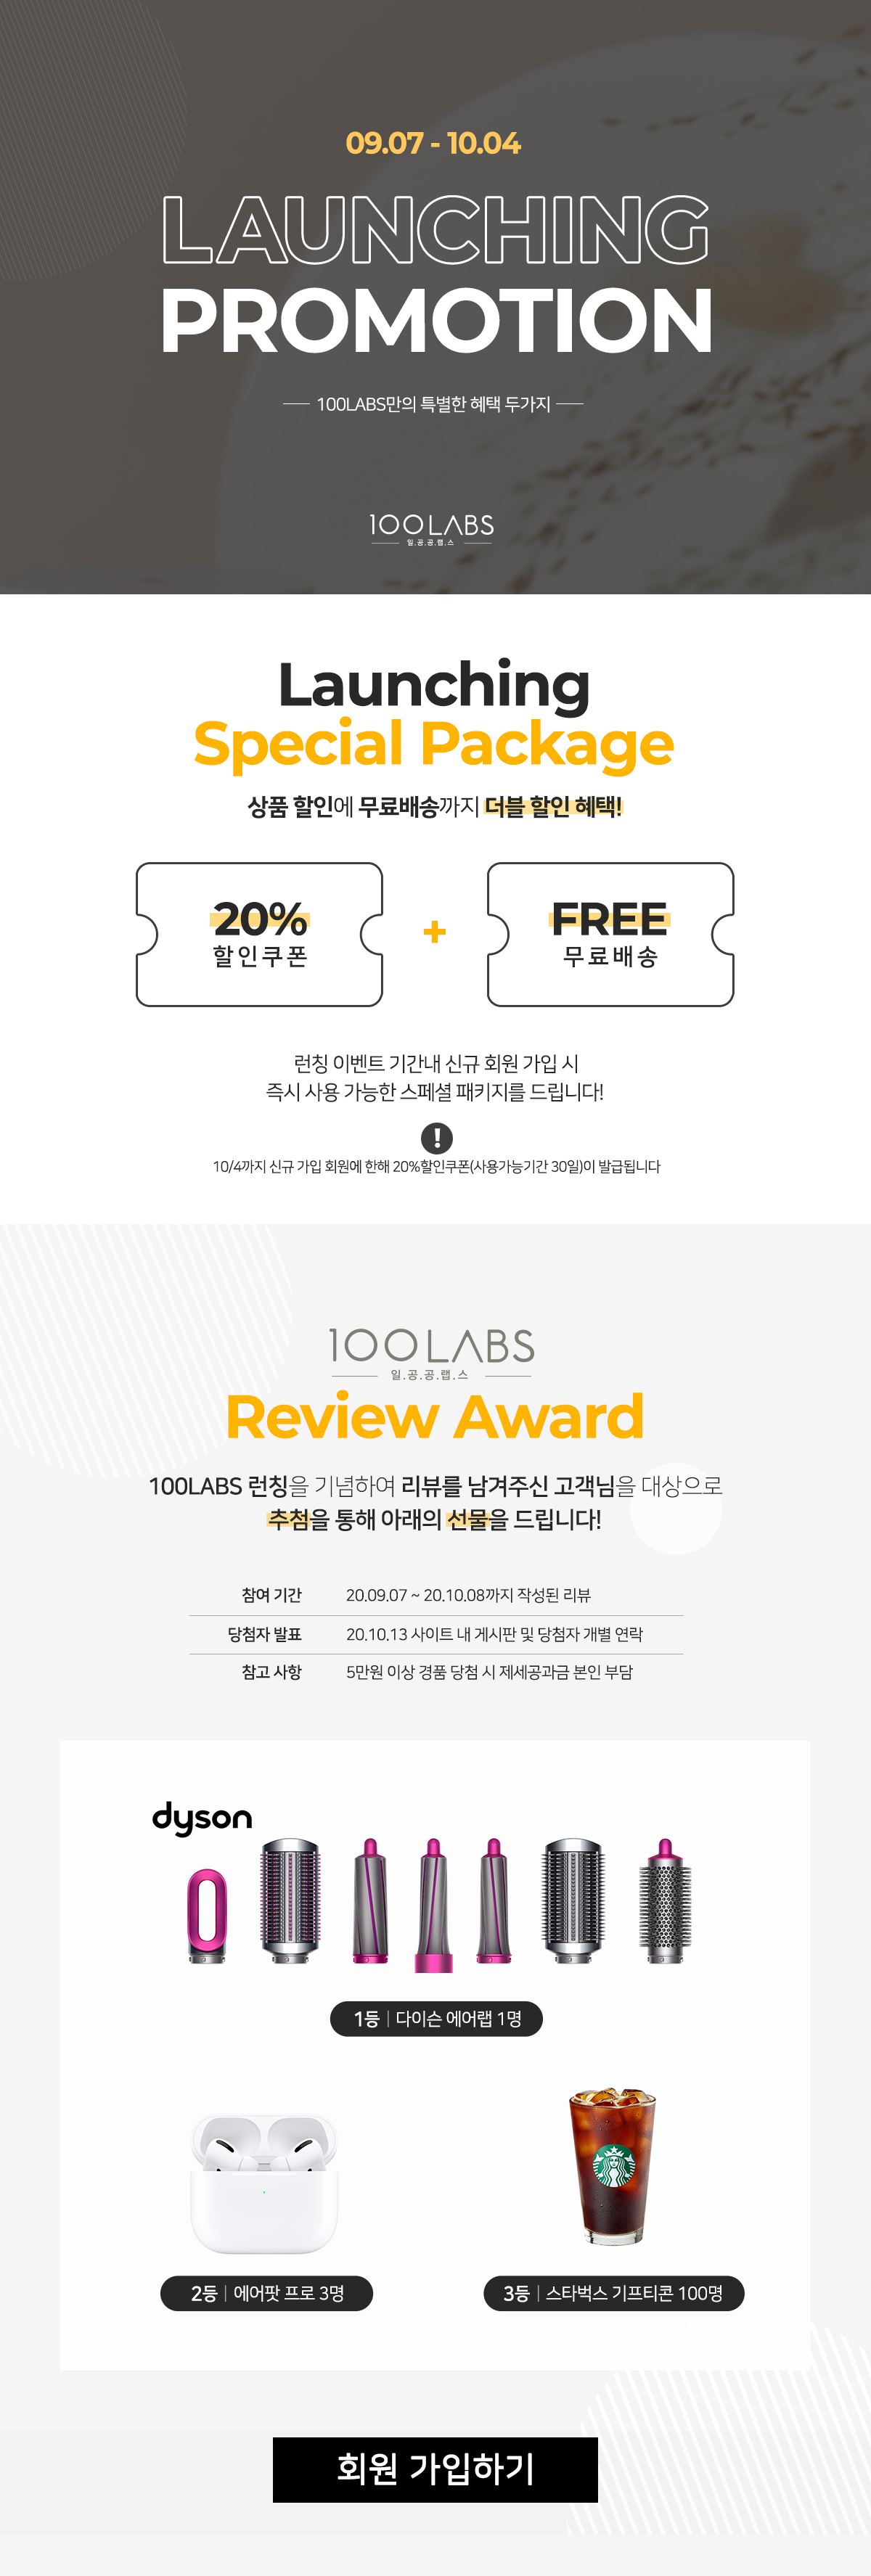 09.07 - 10.04
LAUNCHING
PROMOTION
100LABS만의 특별한 혜택 두가지
100LABS
일.공.공.랩.스
Launching
Special Package
상품 할인에 무료배송까지 더블 할인 혜택!
20%
할인쿠폰
+
FREE
무료배송
런칭 이벤트 기간내 신규 회원 가입 시
즉시 사용 가능한 스페셜 패키지를 드립니다!
!
10/4까지 신규 가입 회원에 한해 20%할인쿠폰(사용가능기간 30일)이 발급됩니다
100LABS
일.공.공.랩.스
Review Award
100LABS 런칭을 기념하여 리뷰를 남겨주신 고객님을 대상으로
추첨을 통해 아래의 선물을 드립니다!
참여 기간 20.09.07 ~ 20.10.08까지 작성된 리뷰
당첨자 발표 20.10.13 사이트 내 게시판 및 당첨자 개별 연락
참고 사항 5만원 이상 경품 당첨 시 제세공과금 본인 부담
dyson
1등 | 다이슨 에어랩 1명
2등 | 에어팟 프로 3명
3등 | 스타벅스 기프티콘 100명
회원 가입하기